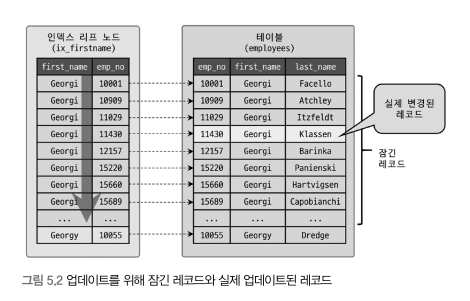 인덱스 리프 노드
(ix_firstname)
first_name emp_no
Georgi 10001
Georgi 10909
Georgi 11029
Georgi 11430
Georgi 12157
Georgi 15220
Georgi 15660
Georgi 15689
... ...
Georgy 10055
테이블
(employees)
emp_no first_name last_name
10001 Georgi Facello
10909 Georgi Atchley
11029 Georgi Itzfeldt
11430 Georgi Klassen
12157 Georgi Barinka
15220 Georgi Panienski
15660 Georgi Hartvigsen
15689 Georgi Capobianchi
... ... ...
10055 Georgy Dredge
실제 변경된
레코드
잠긴
레코드
그림 5.2 업데이트를 위해 잠긴 레코드와 실제 업데이트된 레코드